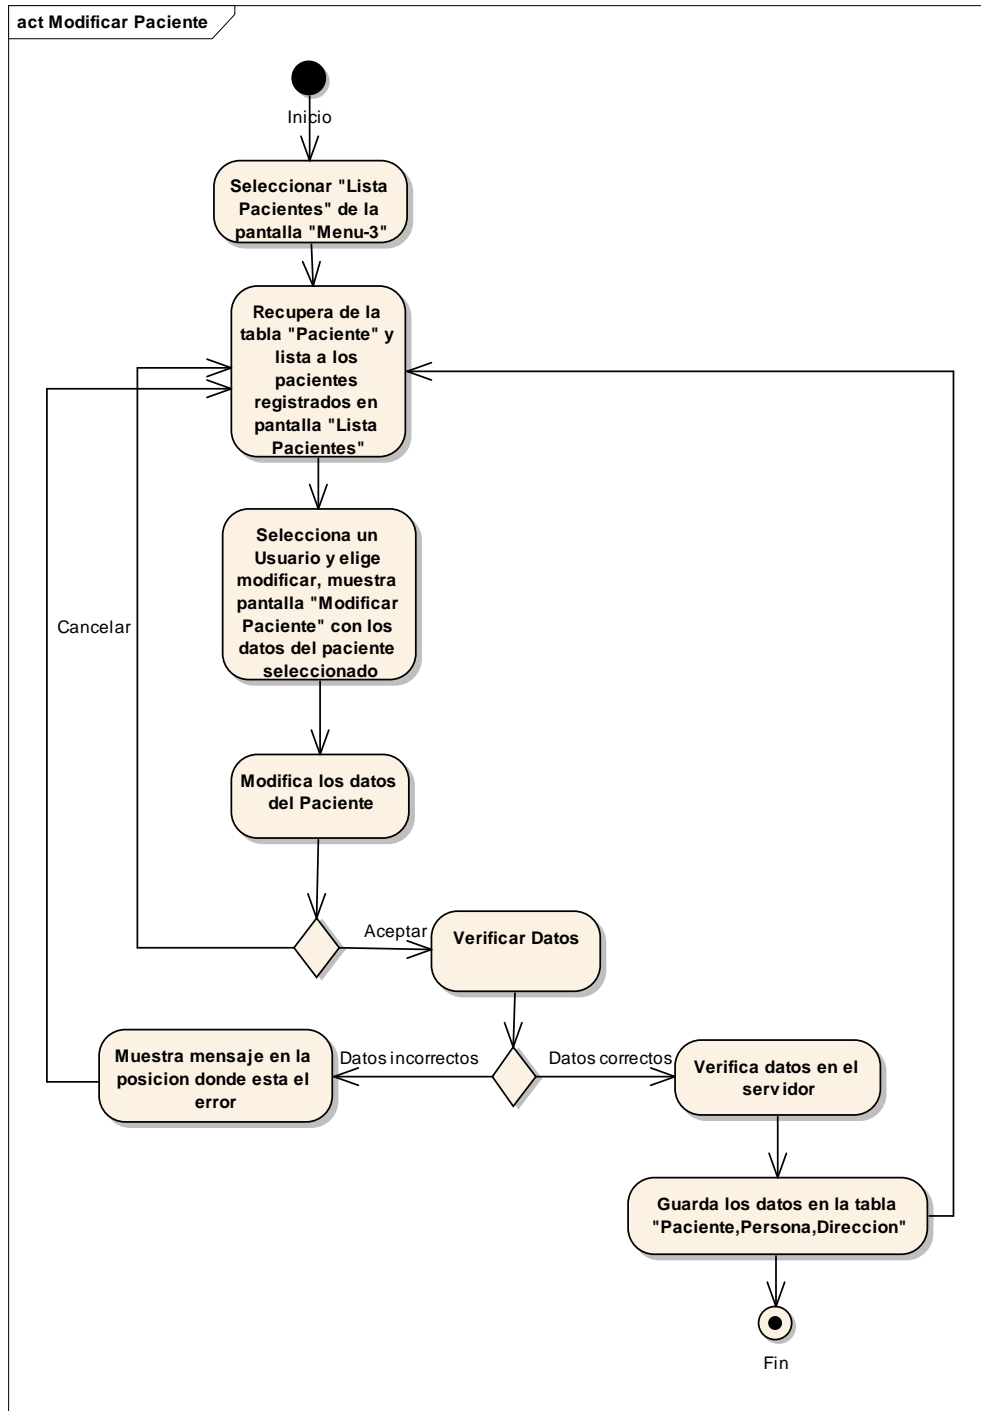 act Modificar Paciente
Inicio
Seleccionar "Lista
Pacientes" de la
pantalla "Menu-3"
Recupera de la
tabla "Paciente" y
lista a los
pacientes
registrados en
pantalla "Lista
Pacientes"
Selecciona un
Usuario y elige
modificar, muestra
pantalla "Modificar
Paciente" con los
datos del paciente
seleccionado
Cancelar
Modifica los datos
del Paciente
Aceptar
Verificar Datos
Muestra mensaje en la
posicion donde esta el
error
Datos incorrectos
Datos correctos
Verifica datos en el
servidor
Guarda los datos en la tabla
"Paciente,Persona,Direccion"
Fin